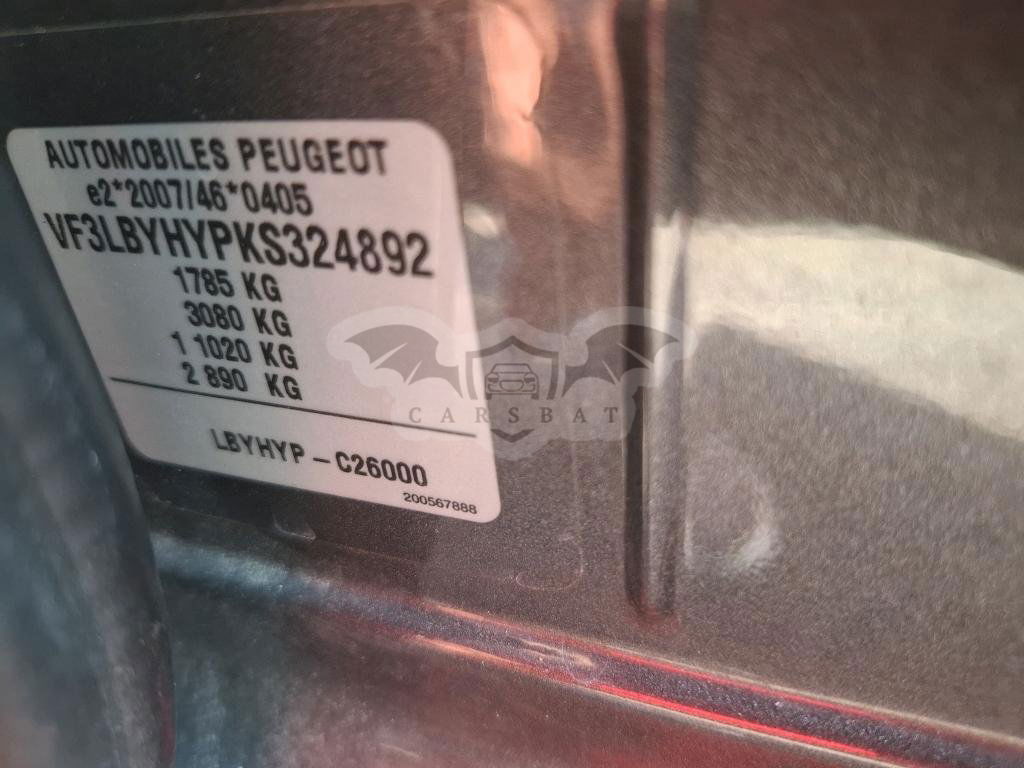 AUTOMOBILES PEUGEOT
e2*2007/46*0405
VF3LBYHYPKS324892
1785 KG
3080 KG
1 1020 KG
2 890 KG
LBYHYP - C26000
200567888
CARSBAT